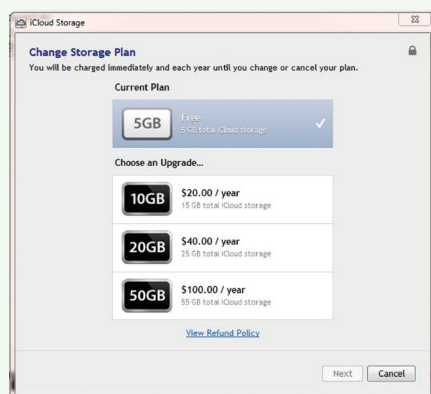 iCloud Storage
Change Storage Plan
You will be charged immediately and each year until you change or cancel your plan.
Current Plan
5GB
Free
5 GB total iCloud storage
Choose an Upgrade...
10GB
$20.00 / year
15 GB total iCloud storage
20GB
$40.00 / year
25 GB total iCloud storage
50GB
$100.00 / year
55 GB total iCloud storage
View Refund Policy
Next
Cancel